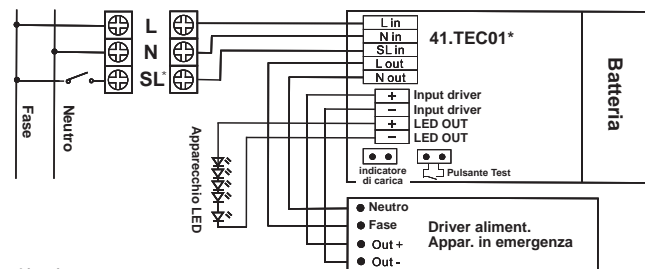 L
N
SL*
Fase
Neutro
L in
N in
SL in
L out
N out
41.TEC01*
Batteria
+ Input driver
− Input driver
+ LED OUT
− LED OUT
indicatore
di carica
Pulsante Test
Apparecchio LED
Neutro
Fase
Out +
Out -
Driver aliment.
Appar. in emergenza